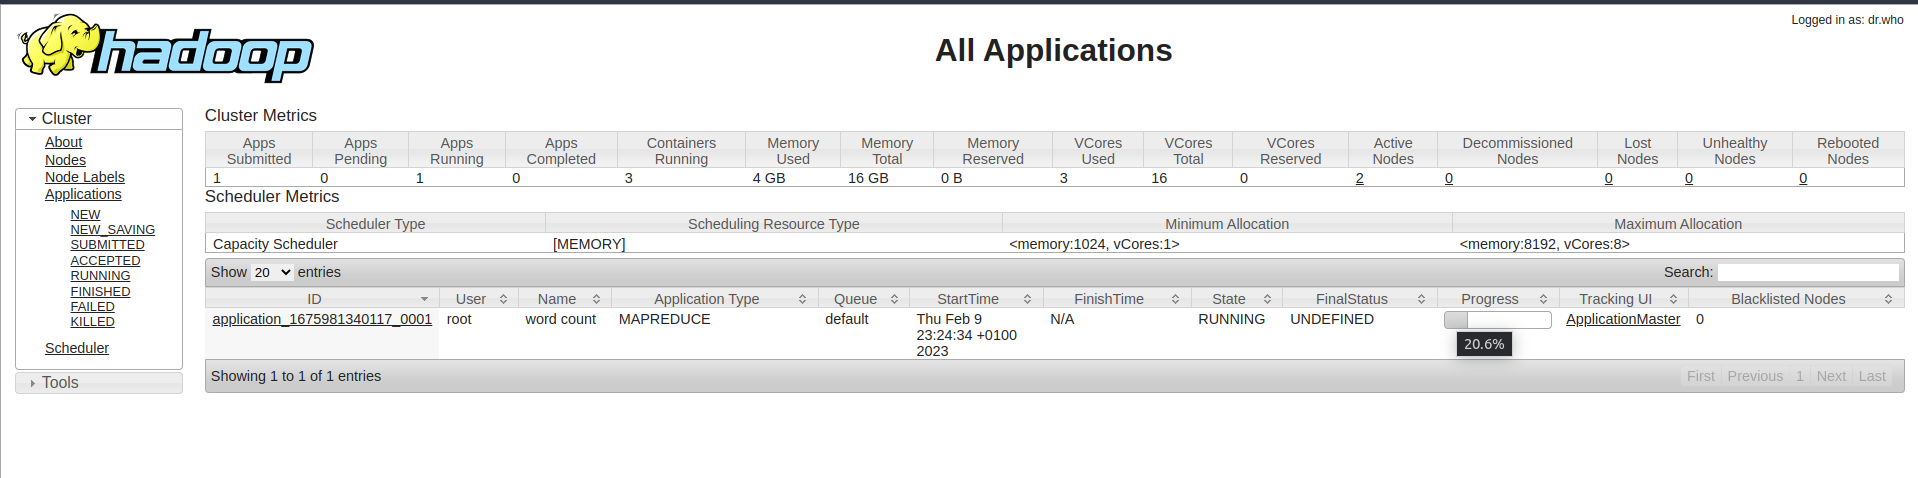 Logged in as: dr.who
hadoop
All Applications
Cluster
About
Nodes
Node Labels
Applications
NEW
NEW_SAVING
SUBMITTED
ACCEPTED
RUNNING
FINISHED
FAILED
KILLED
Scheduler
Tools
Cluster Metrics
Apps Submitted Apps Pending Apps Running Apps Completed Containers Running Memory Used Memory Total Memory Reserved VCores Used VCores Total VCores Reserved Active Nodes Decommissioned Nodes Lost Nodes Unhealthy Nodes Rebooted Nodes
1 0 1 0 3 4 GB 16 GB 0 B 3 16 0 2 0 0 0 0
Scheduler Metrics
Scheduler Type Scheduling Resource Type Minimum Allocation Maximum Allocation
Capacity Scheduler [MEMORY] <memory:1024, vCores:1> <memory:8192, vCores:8>
Show 20 entries Search:
ID User Name Application Type Queue StartTime FinishTime State FinalStatus Progress Tracking UI Blacklisted Nodes
application_1675981340117_0001 root word count MAPREDUCE default Thu Feb 9 N/A RUNNING UNDEFINED ApplicationMaster 0
23:24:34 +0100
2023
20.6%
Showing 1 to 1 of 1 entries First Previous 1 Next Last